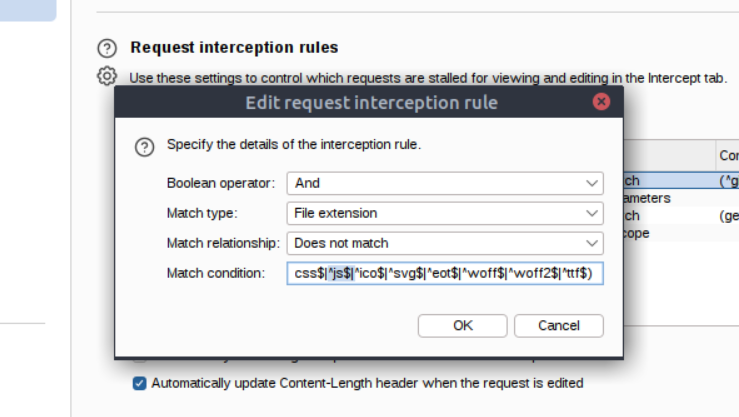 Request interception rules
Use these settings to control which requests are stalled for viewing and editing in the Intercept tab.
Edit request interception rule
Specify the details of the interception rule.
Boolean operator: And
Match type: File extension
Match relationship: Does not match
Match condition: css$|^js$|^ico$|^svg$|^eot$|^woff$|^woff2$|^ttf$)
OK Cancel
Cor
ch (^g
ameters
ch (ge
cope
Automatically update Content-Length header when the request is edited